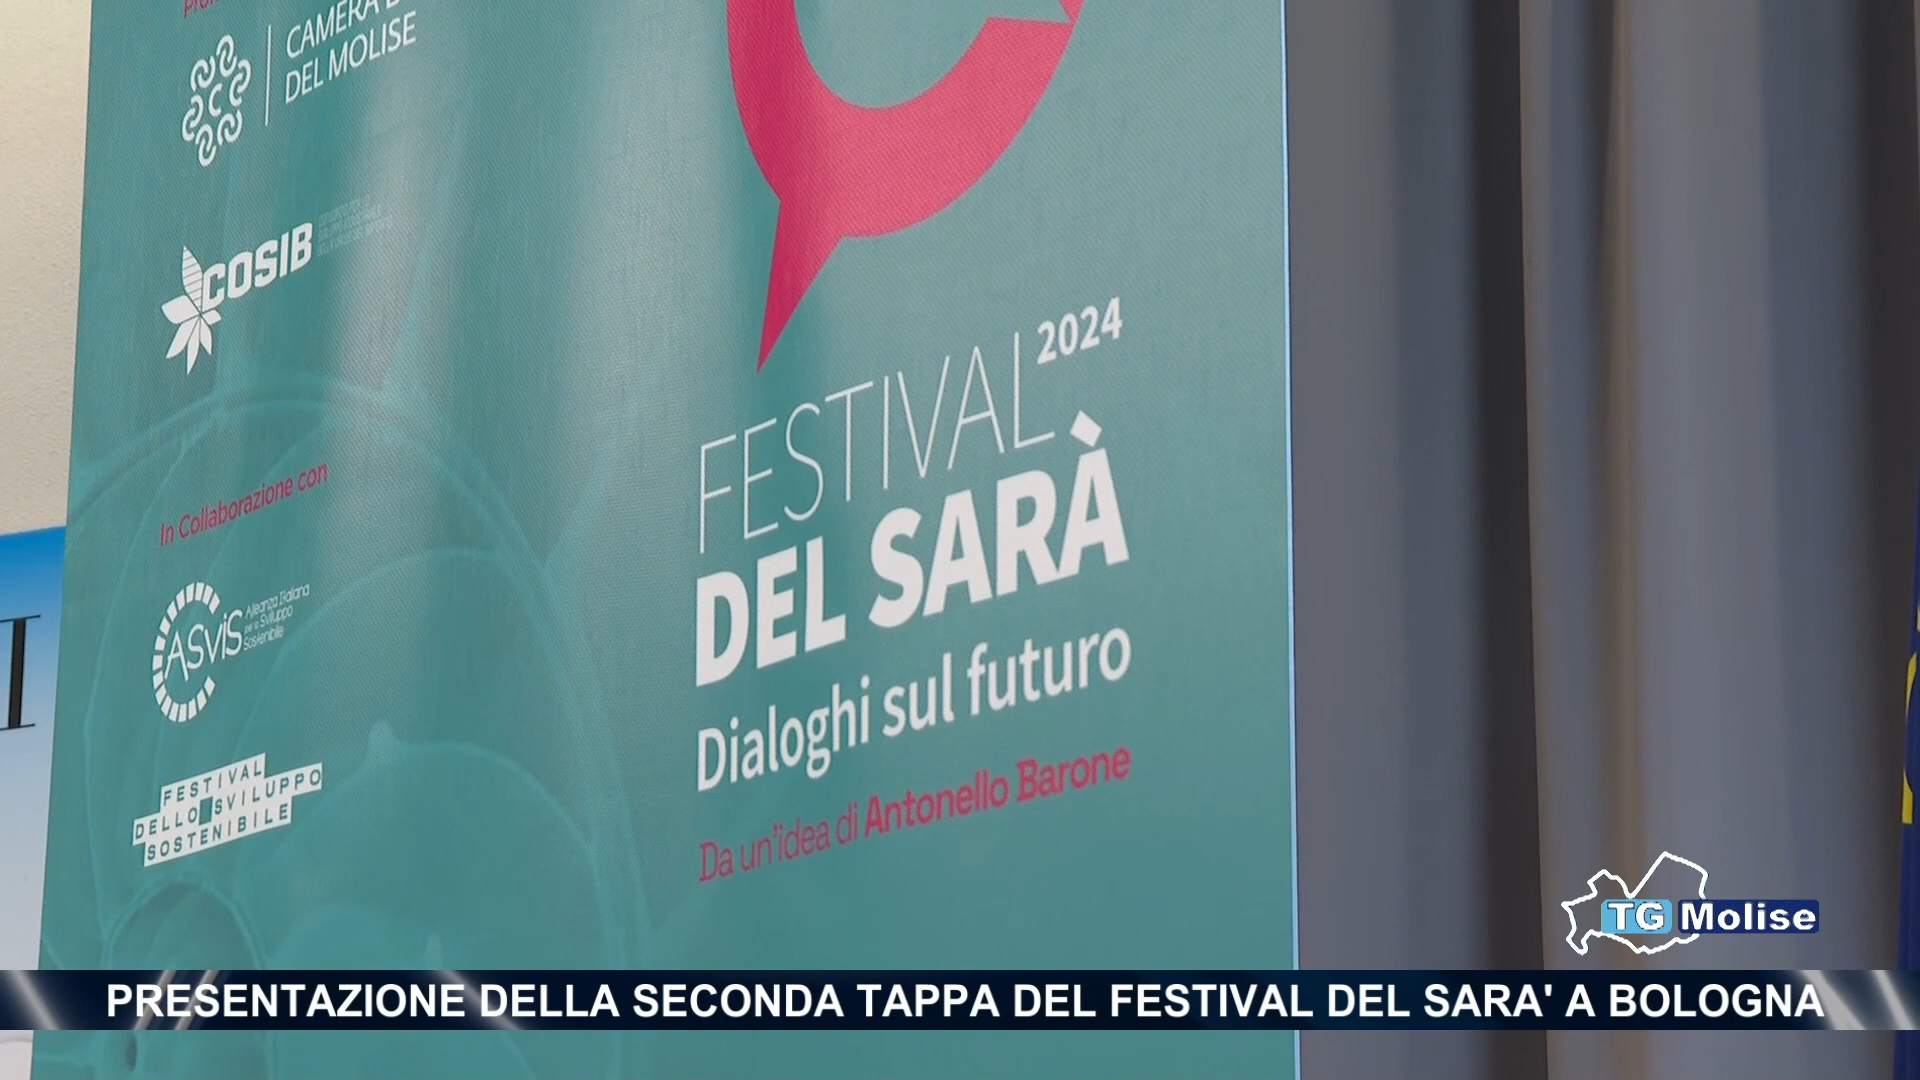 CAMERA
DEL MOLISE
C
COSIB
In Collaborazione con
ASviS
Alleanza Italiana
per lo Sviluppo
Sostenibile
FESTIVAL
DELLO SVILUPPO
SOSTENIBILE
FESTIVAL 2024
DEL SARÀ
Dialoghi sul futuro
Da un'idea di Antonello Barone
TG Molise
PRESENTAZIONE DELLA SECONDA TAPPA DEL FESTIVAL DEL SARA' A BOLOGNA